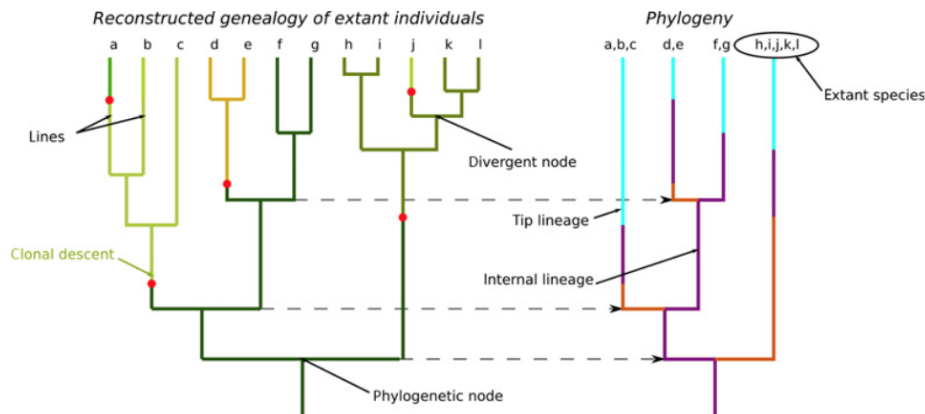 Reconstructed genealogy of extant individuals
Phylogeny
a b c d e f g h i j k l
a,b,c d,e f,g h,i,j,k,l
Extant species
Lines
Divergent node
Tip lineage
Clonal descent
Internal lineage
Phylogenetic node